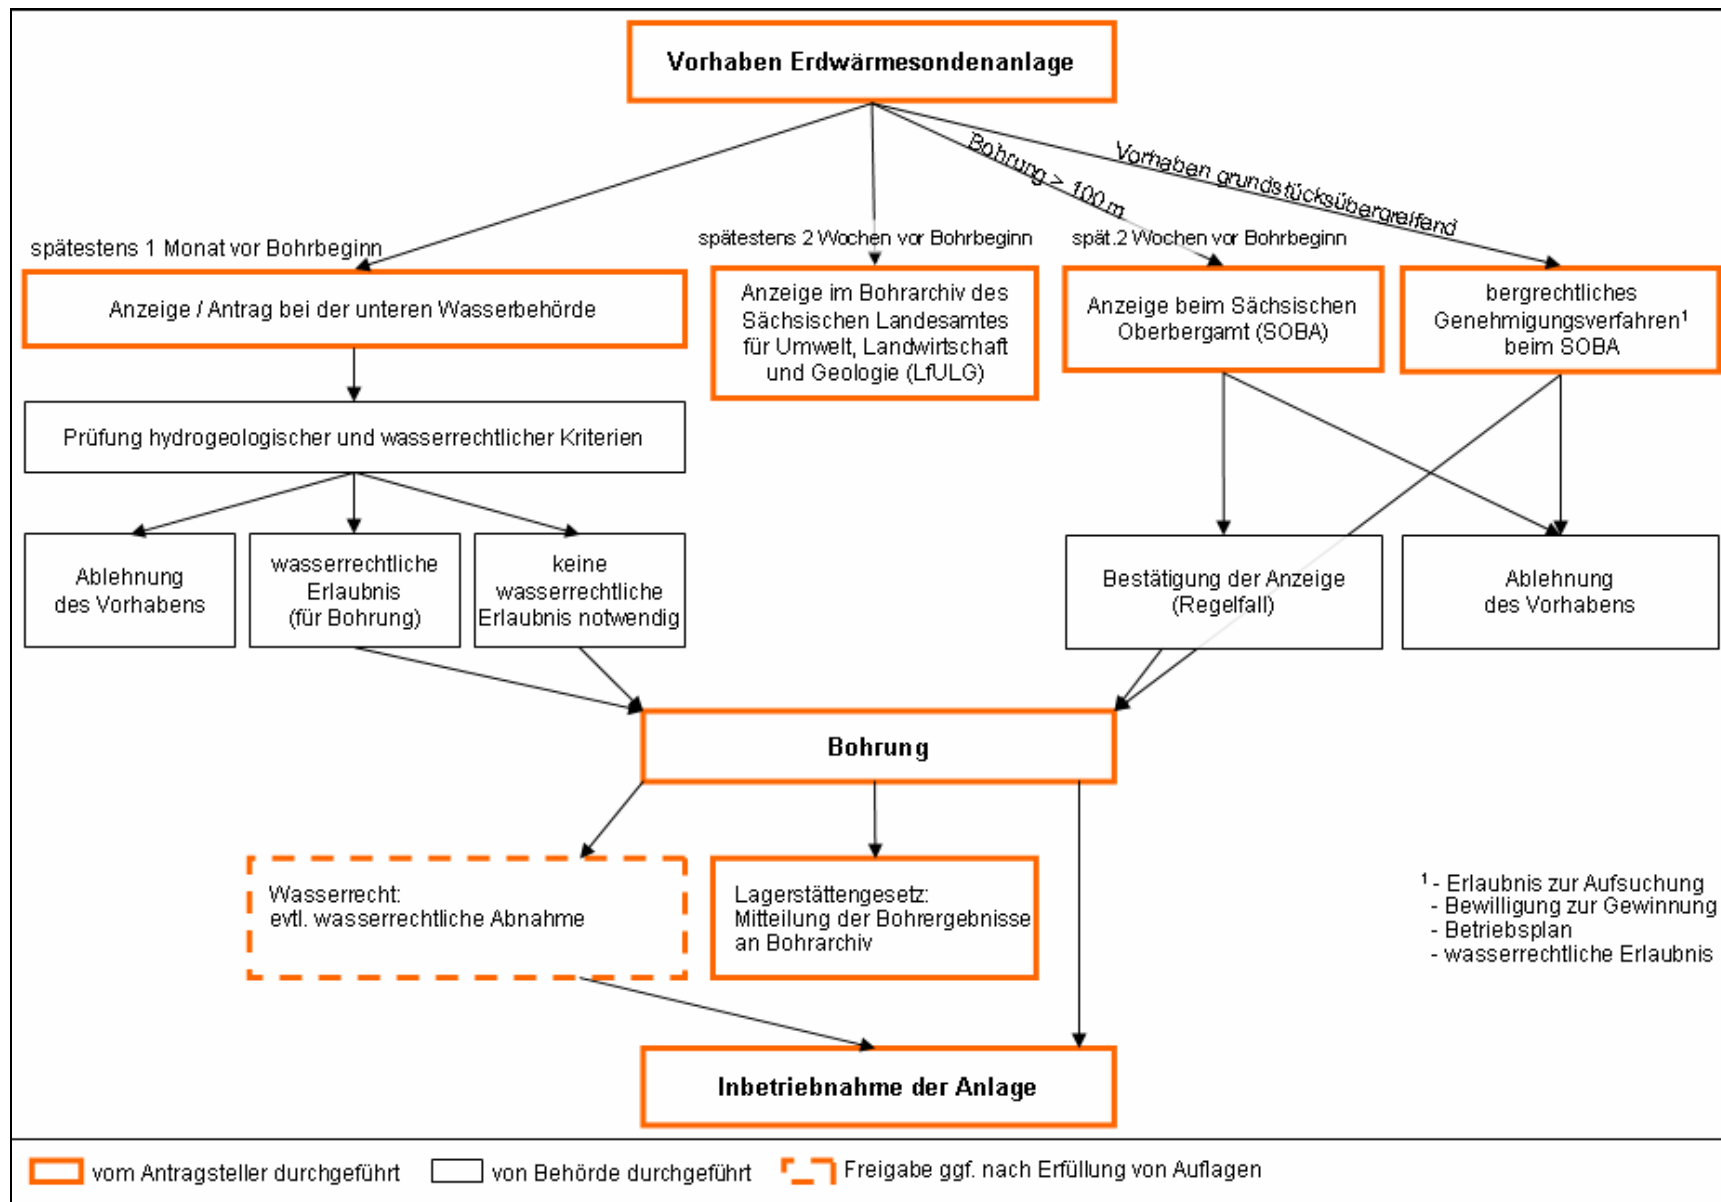 Vorhaben Erdwärmesondenanlage
Bohrung > 100 m
Vorhaben grundstücksübergreifend
spätestens 1 Monat vor Bohrbeginn
spätestens 2 Wochen vor Bohrbeginn
spät.2 Wochen vor Bohrbeginn
Anzeige / Antrag bei der unteren Wasserbehörde
Anzeige im Bohrarchiv des
Sächsischen Landesamtes
für Umwelt, Landwirtschaft
und Geologie (LfULG)
Anzeige beim Sächsischen
Oberbergamt (SOBA)
bergrechtliches
Genehmigungsverfahren¹
beim SOBA
Prüfung hydrogeologischer und wasserrechtlicher Kriterien
Ablehnung
des Vorhabens
wasserrechtliche
Erlaubnis
(für Bohrung)
keine
wasserrechtliche
Erlaubnis notwendig
Bestätigung der Anzeige
(Regelfall)
Ablehnung
des Vorhabens
Bohrung
Wasserrecht:
evtl. wasserrechtliche Abnahme
Lagerstättengesetz:
Mitteilung der Bohrergebnisse
an Bohrarchiv
¹ - Erlaubnis zur Aufsuchung
- Bewilligung zur Gewinnung
- Betriebsplan
- wasserrechtliche Erlaubnis
Inbetriebnahme der Anlage
vom Antragsteller durchgeführt
von Behörde durchgeführt
Freigabe ggf. nach Erfüllung von Auflagen